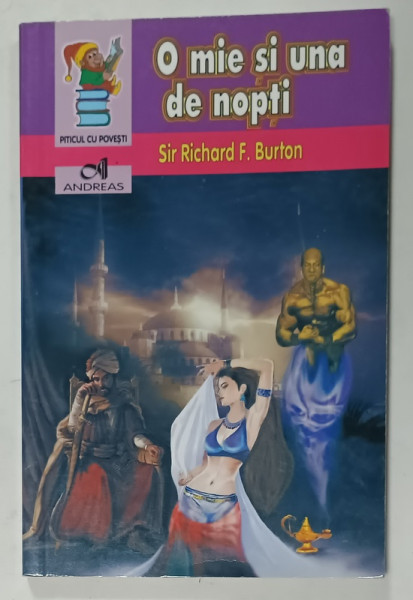 O mie și una
de nopți
PITICUL CU POVEȘTI
Sir Richard F. Burton
A
ANDREAS